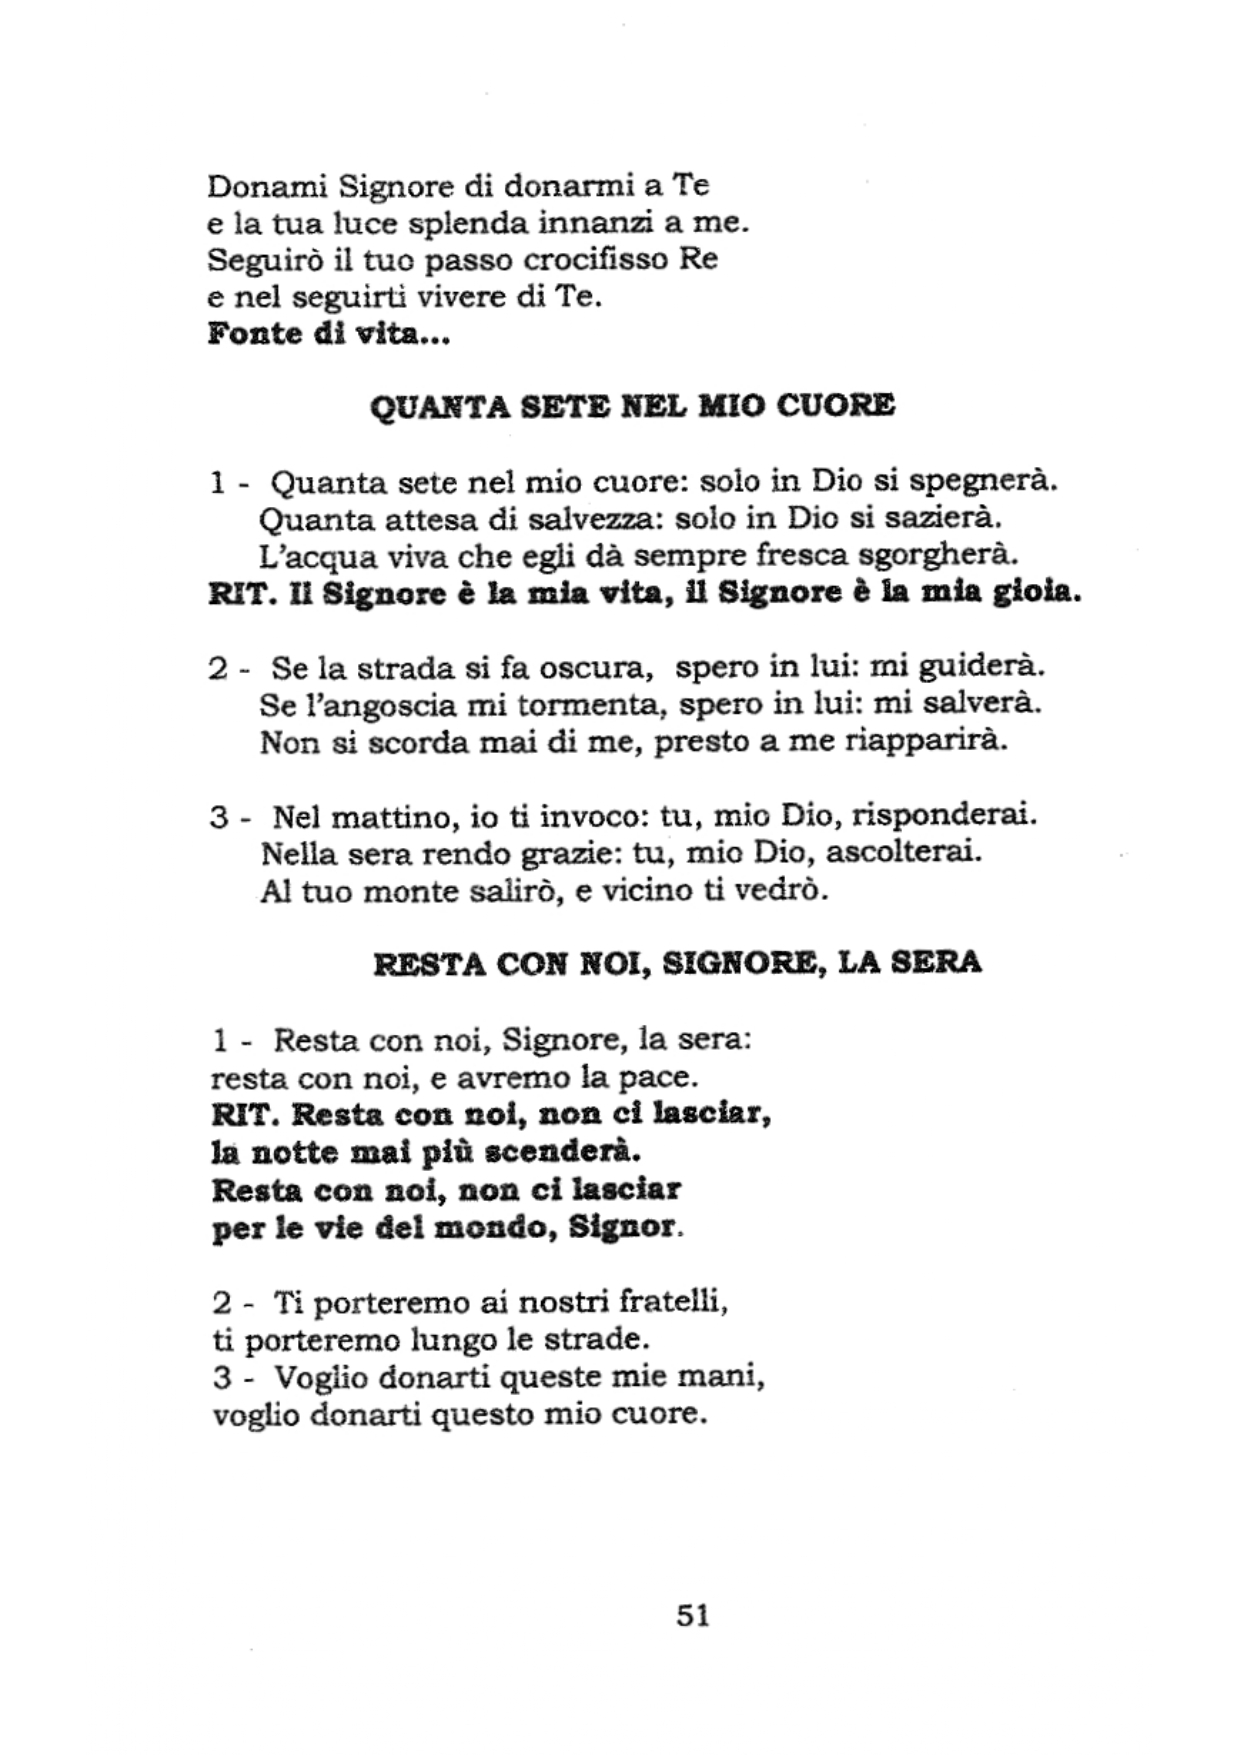 Donami Signore di donarmi a Te
e la tua luce splenda innanzi a me.
Seguirò il tuo passo crocifisso Re
e nel seguirti vivere di Te.
Fonte di vita...
QUANTA SETE NEL MIO CUORE
1 - Quanta sete nel mio cuore: solo in Dio si spegnerà.
Quanta attesa di salvezza: solo in Dio si sazierà.
L'acqua viva che egli dà sempre fresca sgorgherà.
RIT. Il Signore è la mia vita, il Signore è la mia gioia.
2 - Se la strada si fa oscura, spero in lui: mi guiderà.
Se l'angoscia mi tormenta, spero in lui: mi salverà.
Non si scorda mai di me, presto a me riapparirà.
3 - Nel mattino, io ti invoco: tu, mio Dio, risponderai.
Nella sera rendo grazie: tu, mio Dio, ascolterai.
Al tuo monte salirò, e vicino ti vedrò.
RESTA CON NOI, SIGNORE, LA SERA
1 - Resta con noi, Signore, la sera:
resta con noi, e avremo la pace.
RIT. Resta con noi, non ci lasciar,
la notte mai più scenderà.
Resta con noi, non ci lasciar
per le vie del mondo, Signor.
2 - Ti porteremo ai nostri fratelli,
ti porteremo lungo le strade.
3 - Voglio donarti queste mie mani,
voglio donarti questo mio cuore.
51